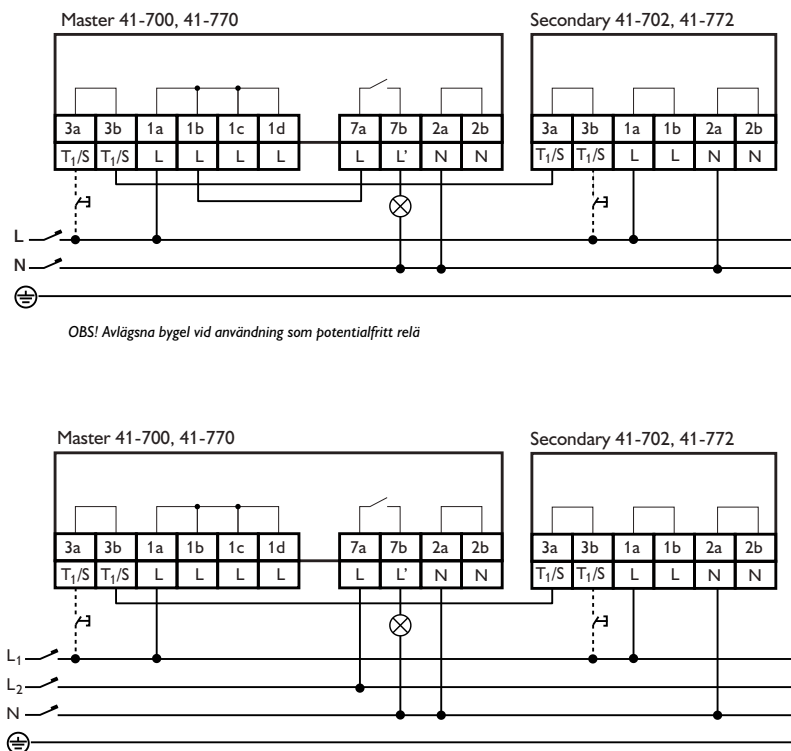 Master 41-700, 41-770 Secondary 41-702, 41-772
3a 3b 1a 1b 1c 1d 7a 7b 2a 2b 3a 3b 1a 1b 2a 2b
T₁/S T₁/S L L L L L L' N N T₁/S T₁/S L L N N
L
N
OBS! Avlägsna bygel vid användning som potentialfritt relä
Master 41-700, 41-770 Secondary 41-702, 41-772
3a 3b 1a 1b 1c 1d 7a 7b 2a 2b 3a 3b 1a 1b 2a 2b
T₁/S T₁/S L L L L L L' N N T₁/S T₁/S L L N N
L₁
L₂
N